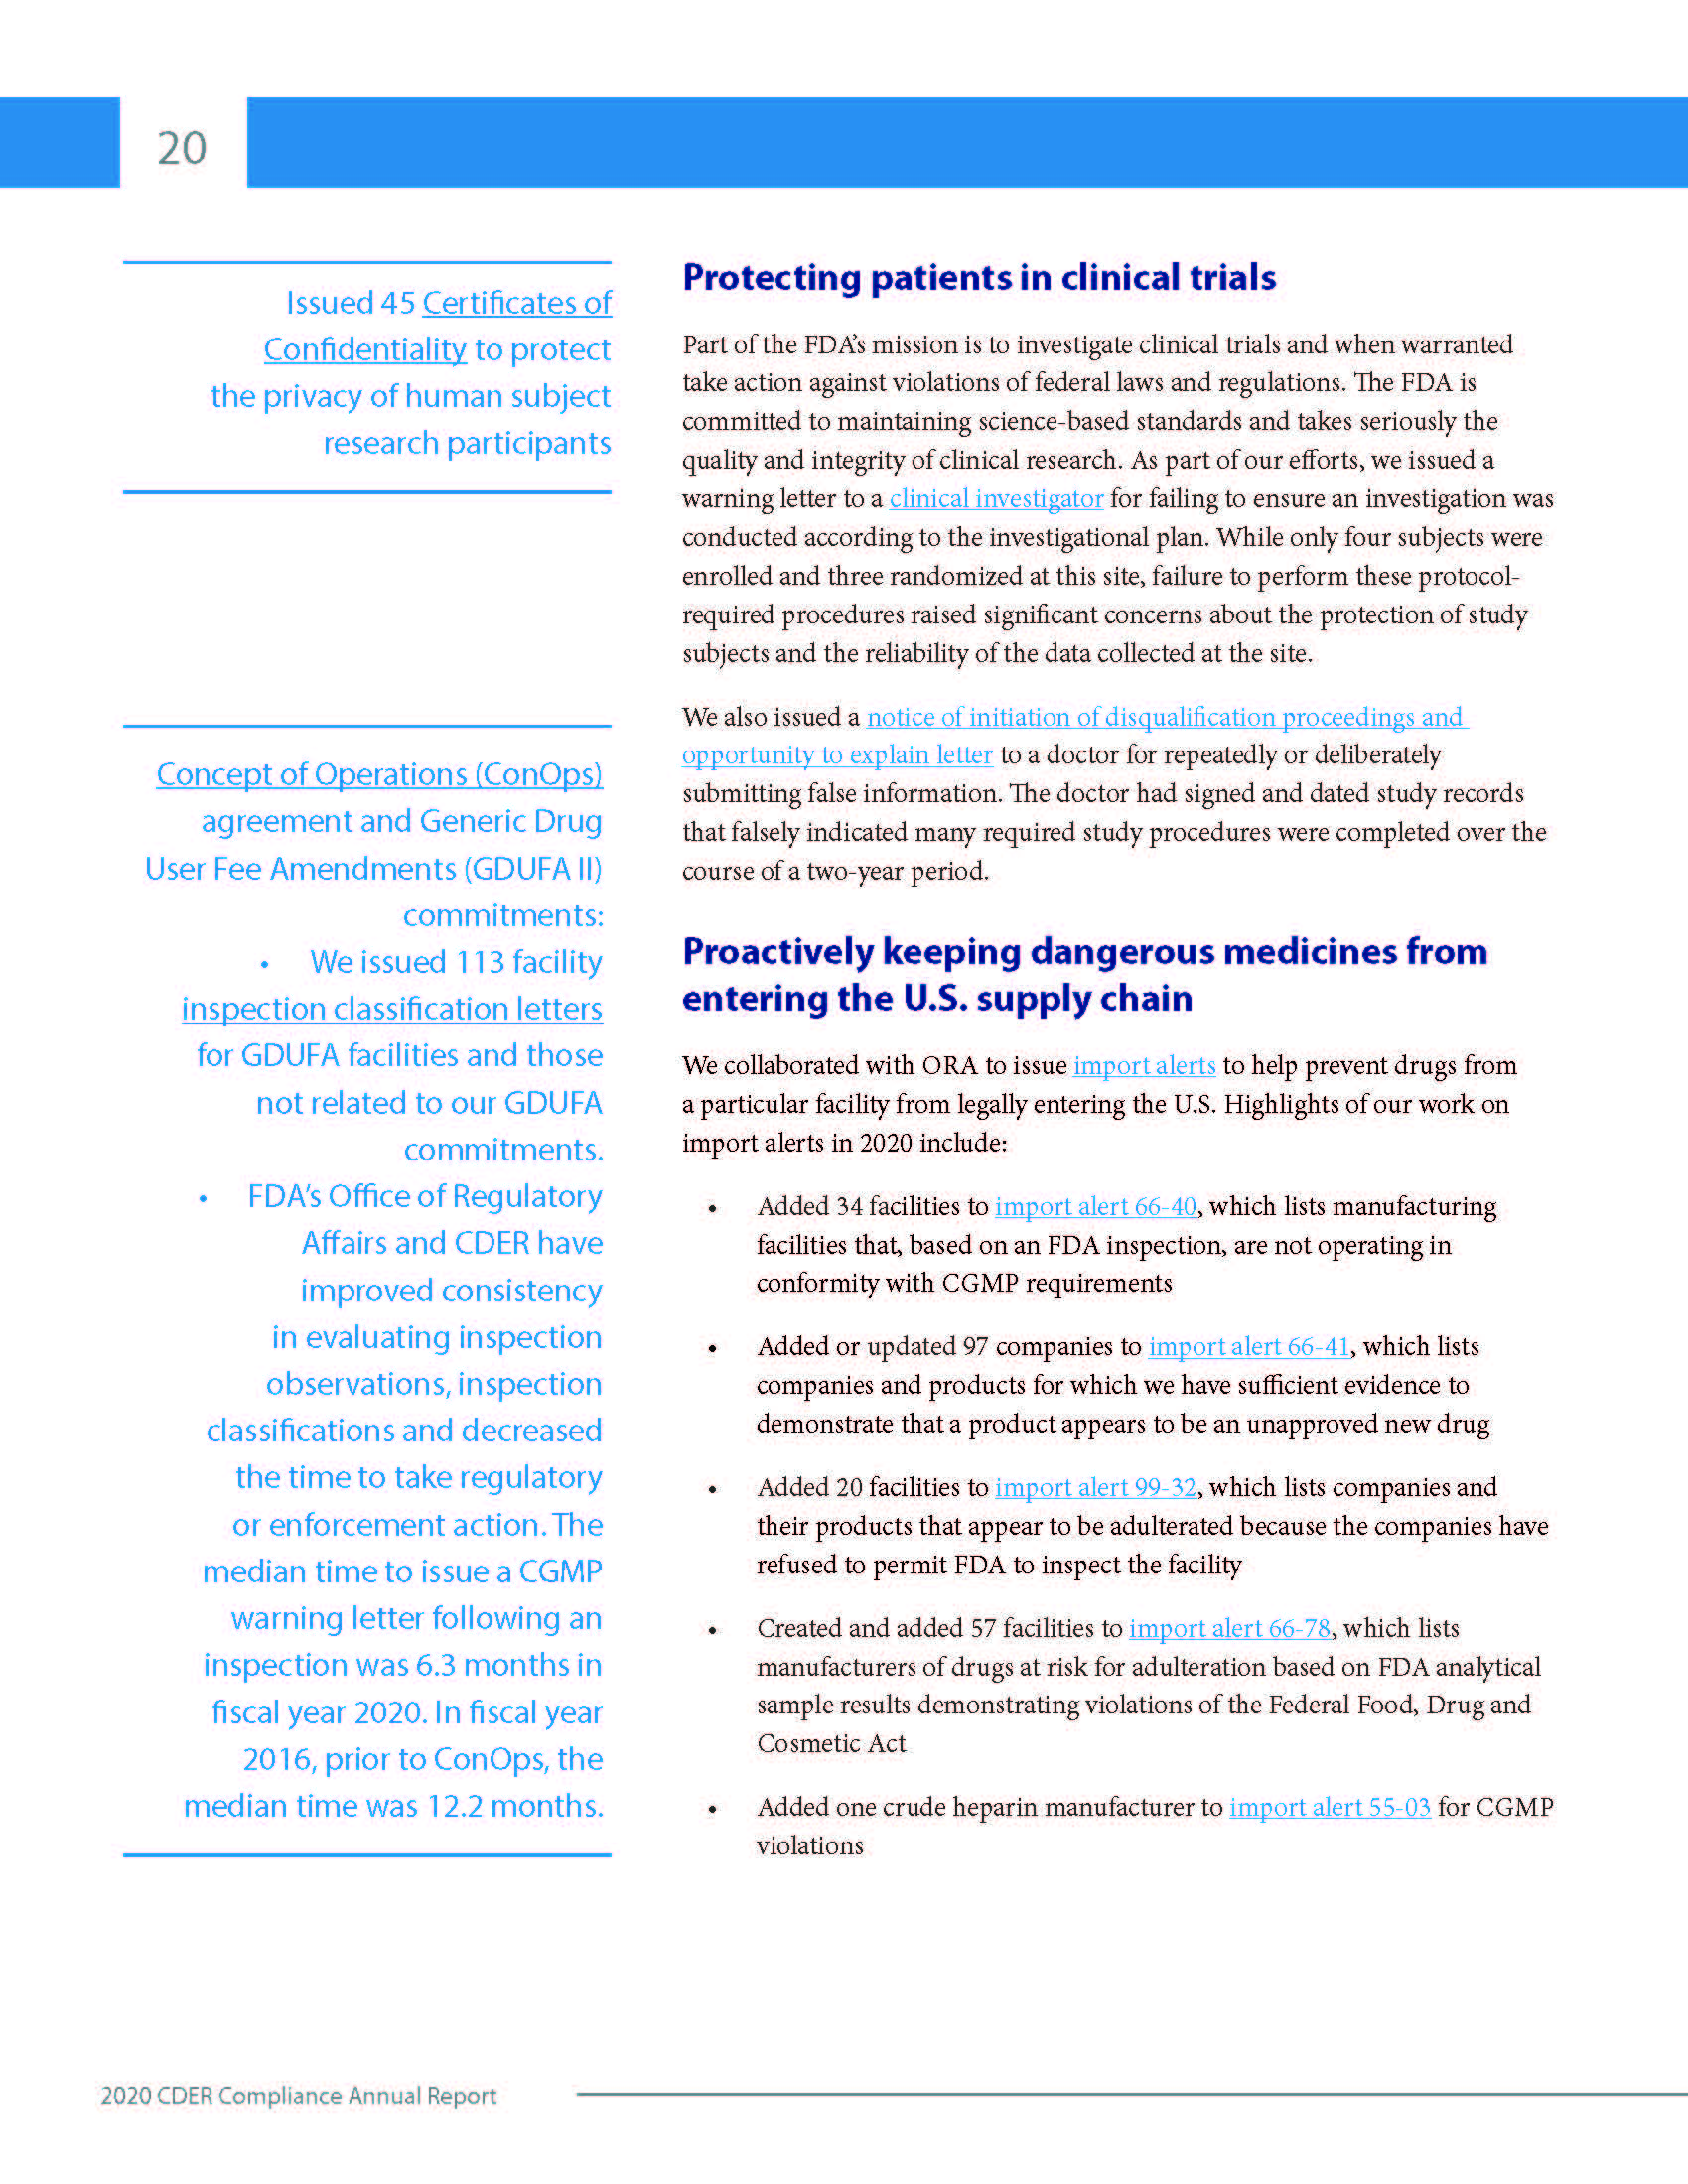 20
Issued 45 Certificates of
Confidentiality to protect
the privacy of human subject
research participants
Concept of Operations (ConOps)
agreement and Generic Drug
User Fee Amendments (GDUFA II)
commitments:
• We issued 113 facility
inspection classification letters
for GDUFA facilities and those
not related to our GDUFA
commitments.
• FDA's Office of Regulatory
Affairs and CDER have
improved consistency
in evaluating inspection
observations, inspection
classifications and decreased
the time to take regulatory
or enforcement action. The
median time to issue a CGMP
warning letter following an
inspection was 6.3 months in
fiscal year 2020. In fiscal year
2016, prior to ConOps, the
median time was 12.2 months.
Protecting patients in clinical trials
Part of the FDA's mission is to investigate clinical trials and when warranted
take action against violations of federal laws and regulations. The FDA is
committed to maintaining science-based standards and takes seriously the
quality and integrity of clinical research. As part of our efforts, we issued a
warning letter to a clinical investigator for failing to ensure an investigation was
conducted according to the investigational plan. While only four subjects were
enrolled and three randomized at this site, failure to perform these protocol-
required procedures raised significant concerns about the protection of study
subjects and the reliability of the data collected at the site.
We also issued a notice of initiation of disqualification proceedings and
opportunity to explain letter to a doctor for repeatedly or deliberately
submitting false information. The doctor had signed and dated study records
that falsely indicated many required study procedures were completed over the
course of a two-year period.
Proactively keeping dangerous medicines from
entering the U.S. supply chain
We collaborated with ORA to issue import alerts to help prevent drugs from
a particular facility from legally entering the U.S. Highlights of our work on
import alerts in 2020 include:
• Added 34 facilities to import alert 66-40, which lists manufacturing
facilities that, based on an FDA inspection, are not operating in
conformity with CGMP requirements
• Added or updated 97 companies to import alert 66-41, which lists
companies and products for which we have sufficient evidence to
demonstrate that a product appears to be an unapproved new drug
• Added 20 facilities to import alert 99-32, which lists companies and
their products that appear to be adulterated because the companies have
refused to permit FDA to inspect the facility
• Created and added 57 facilities to import alert 66-78, which lists
manufacturers of drugs at risk for adulteration based on FDA analytical
sample results demonstrating violations of the Federal Food, Drug and
Cosmetic Act
• Added one crude heparin manufacturer to import alert 55-03 for CGMP
violations
2020 CDER Compliance Annual Report